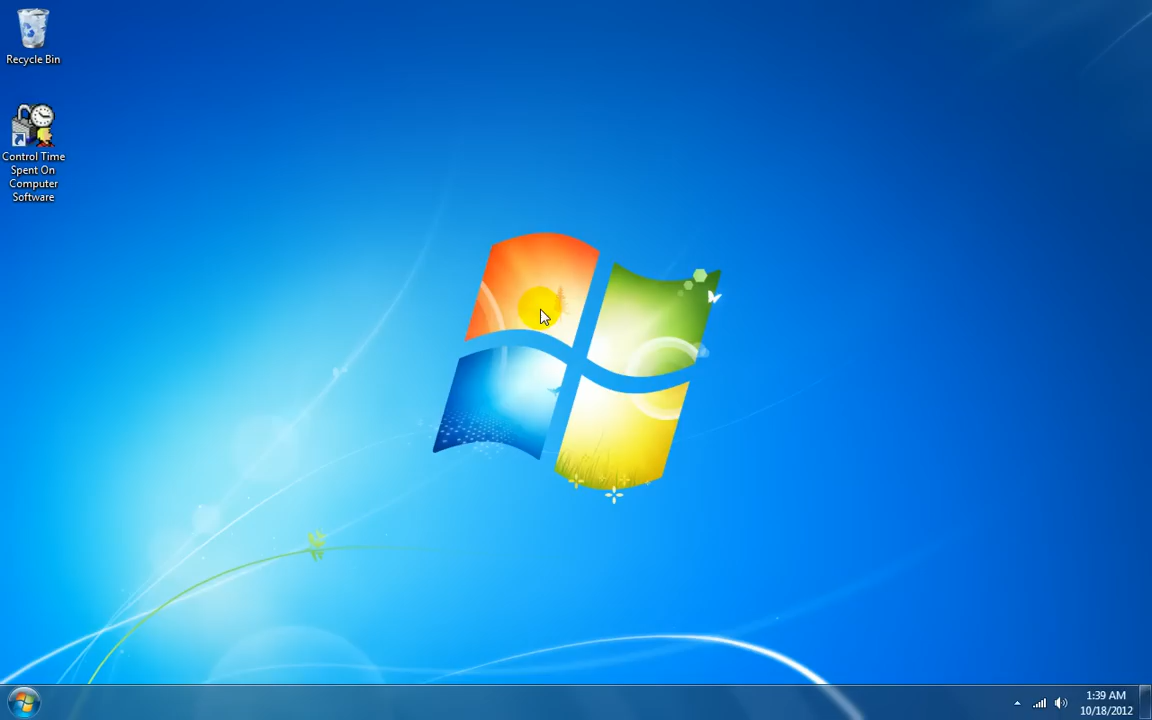 Recycle Bin
Control Time
Spent On
Computer
Software
1:39 AM
10/18/2012